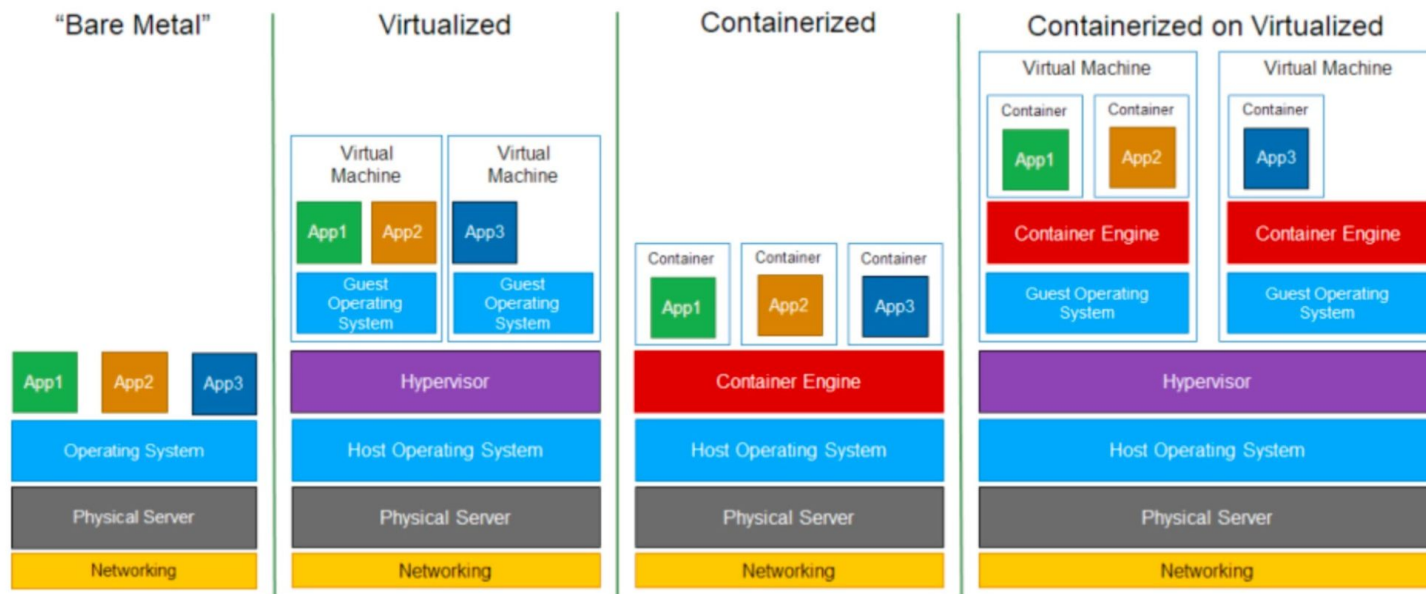 “Bare Metal”
App1
App2
App3
Operating System
Physical Server
Networking
Virtualized
Virtual
Machine
App1
App2
Guest
Operating
System
Virtual
Machine
App3
Guest
Operating
System
Hypervisor
Host Operating System
Physical Server
Networking
Containerized
Container
App1
Container
App2
Container
App3
Container Engine
Host Operating System
Physical Server
Networking
Containerized on Virtualized
Virtual Machine
Container
App1
Container
App2
Container Engine
Guest Operating
System
Virtual Machine
Container
App3
Container Engine
Guest Operating
System
Hypervisor
Host Operating System
Physical Server
Networking